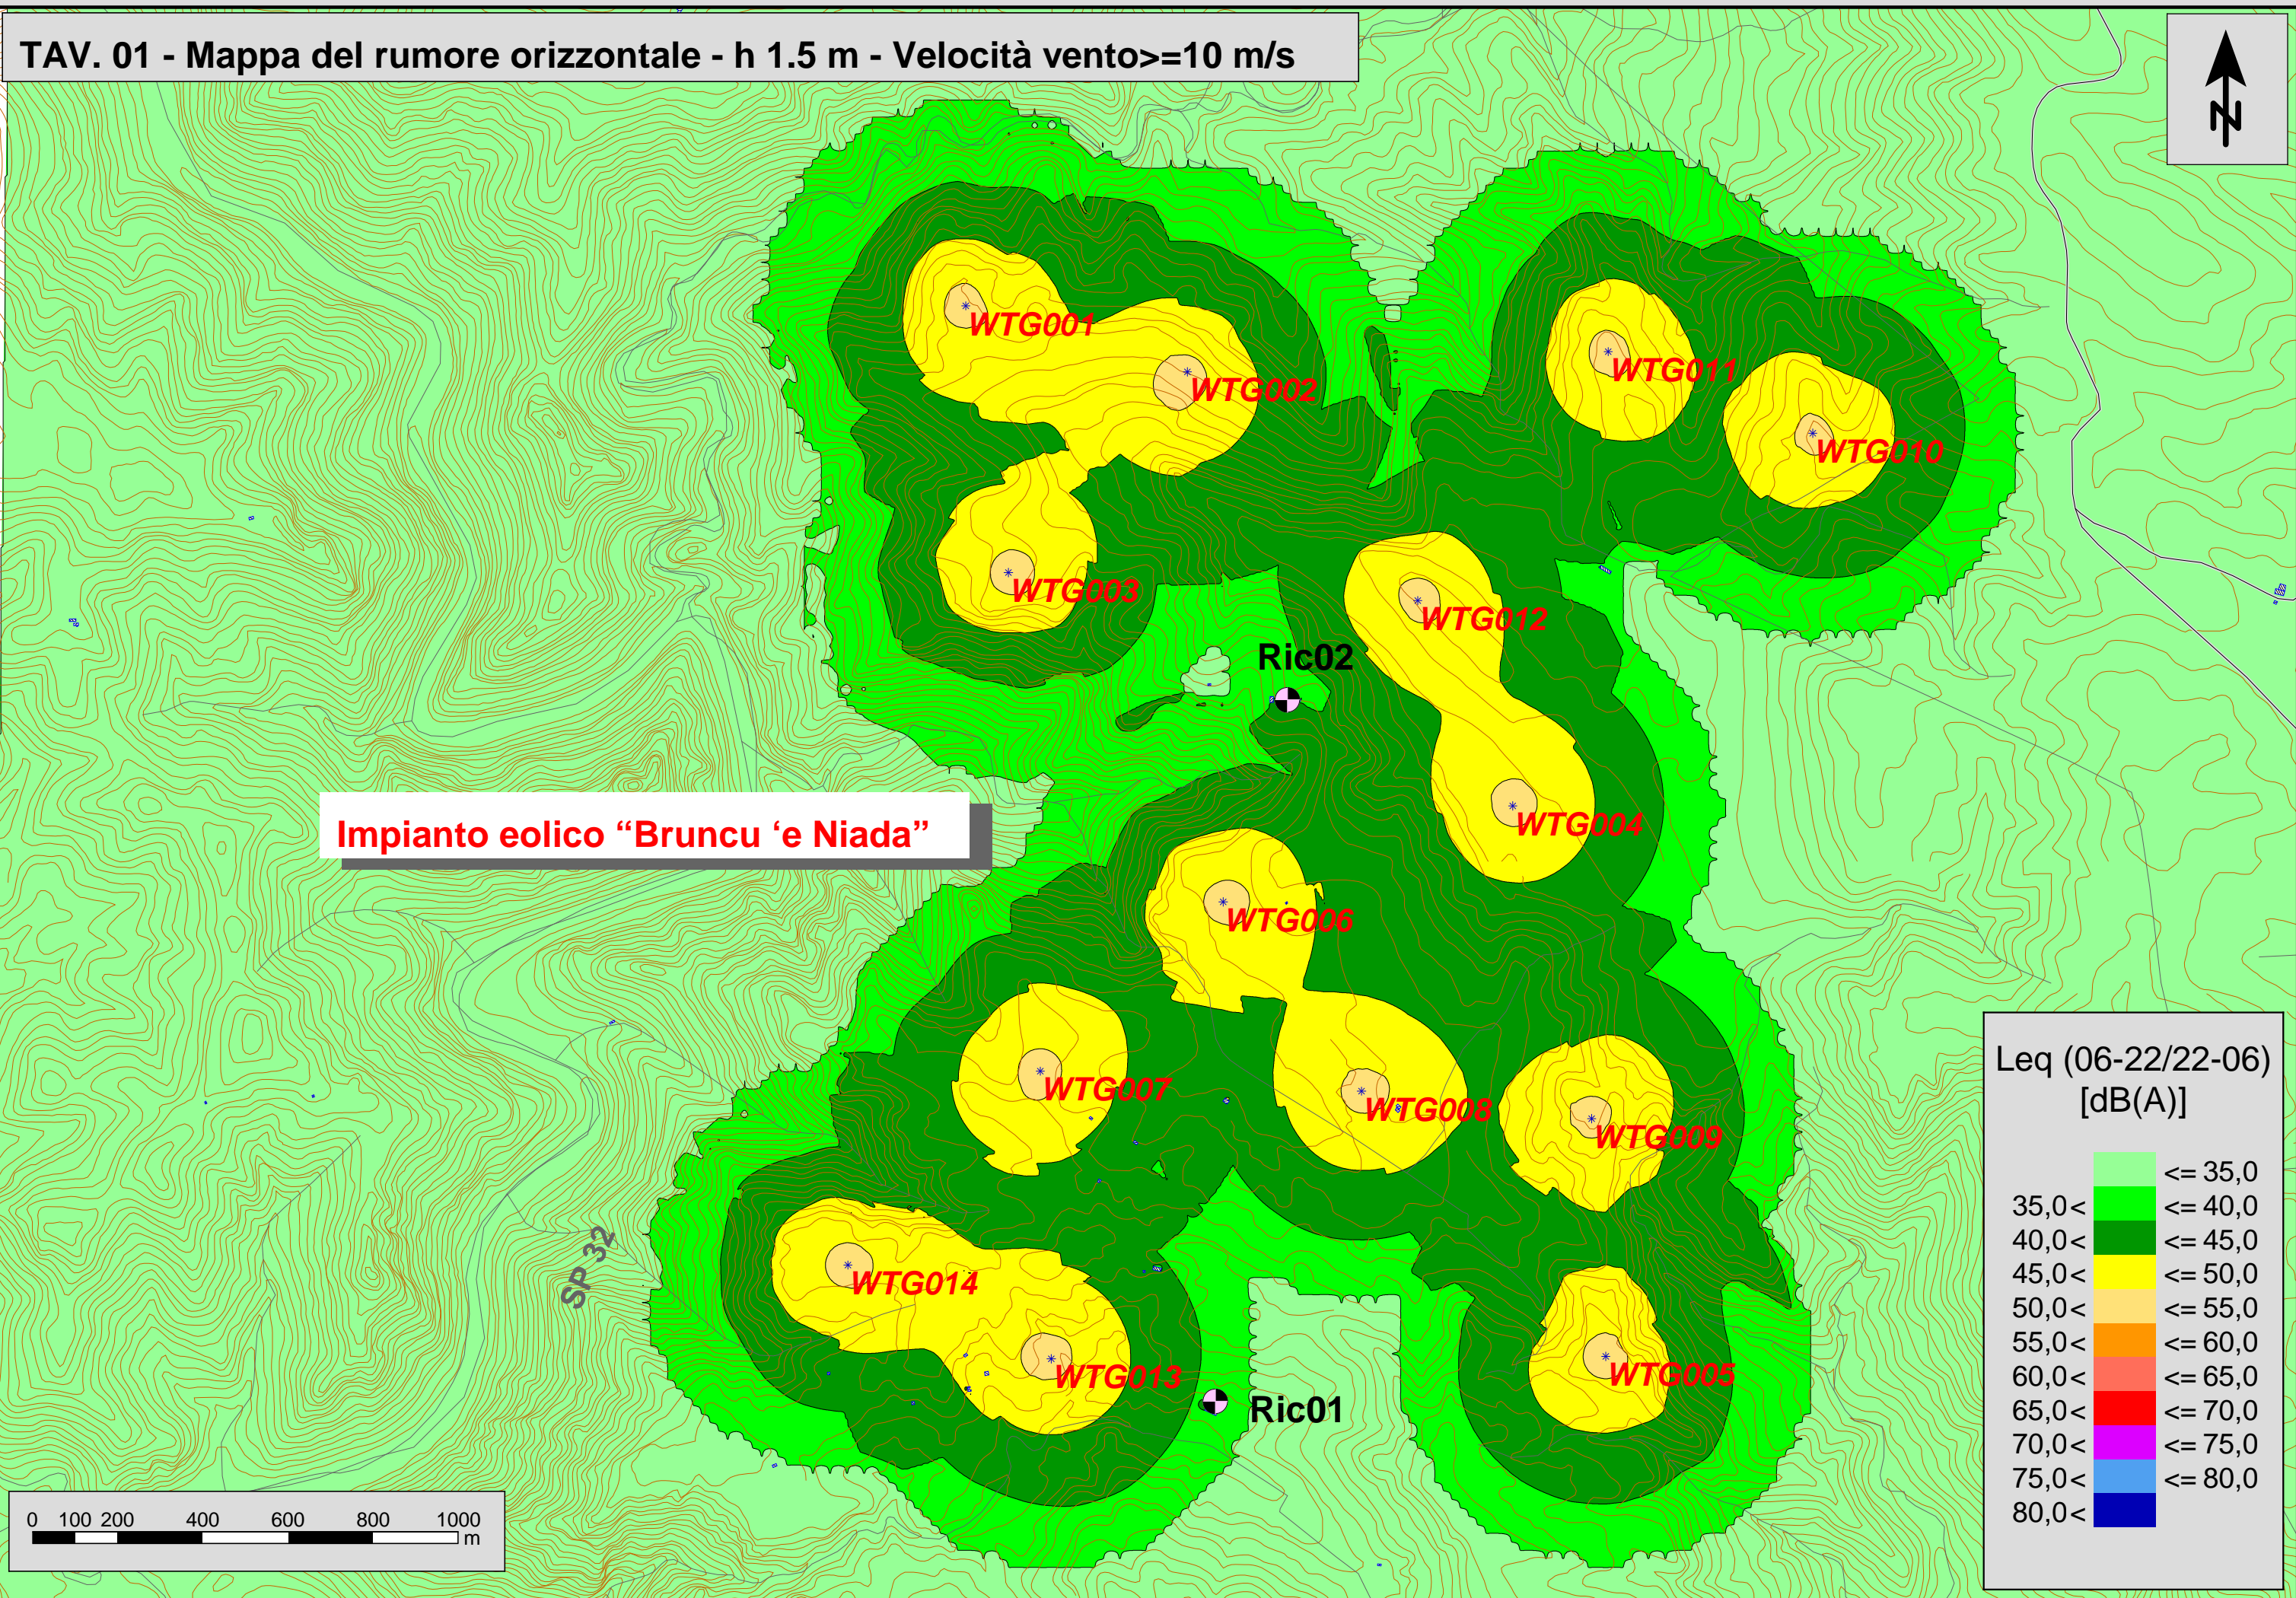 TAV. 01 - Mappa del rumore orizzontale - h 1.5 m - Velocità vento>=10 m/s
N
WTG001
WTG002
WTG011
WTG010
WTG003
WTG012
Ric02
WTG004
Impianto eolico “Bruncu ‘e Niada”
WTG006
WTG007
WTG008
WTG009
SP 32
WTG014
WTG013
WTG005
Ric01
Leq (06-22/22-06)
[dB(A)]
<= 35,0
35,0< <= 40,0
40,0< <= 45,0
45,0< <= 50,0
50,0< <= 55,0
55,0< <= 60,0
60,0< <= 65,0
65,0< <= 70,0
70,0< <= 75,0
75,0< <= 80,0
80,0<
0 100 200 400 600 800 1000
m